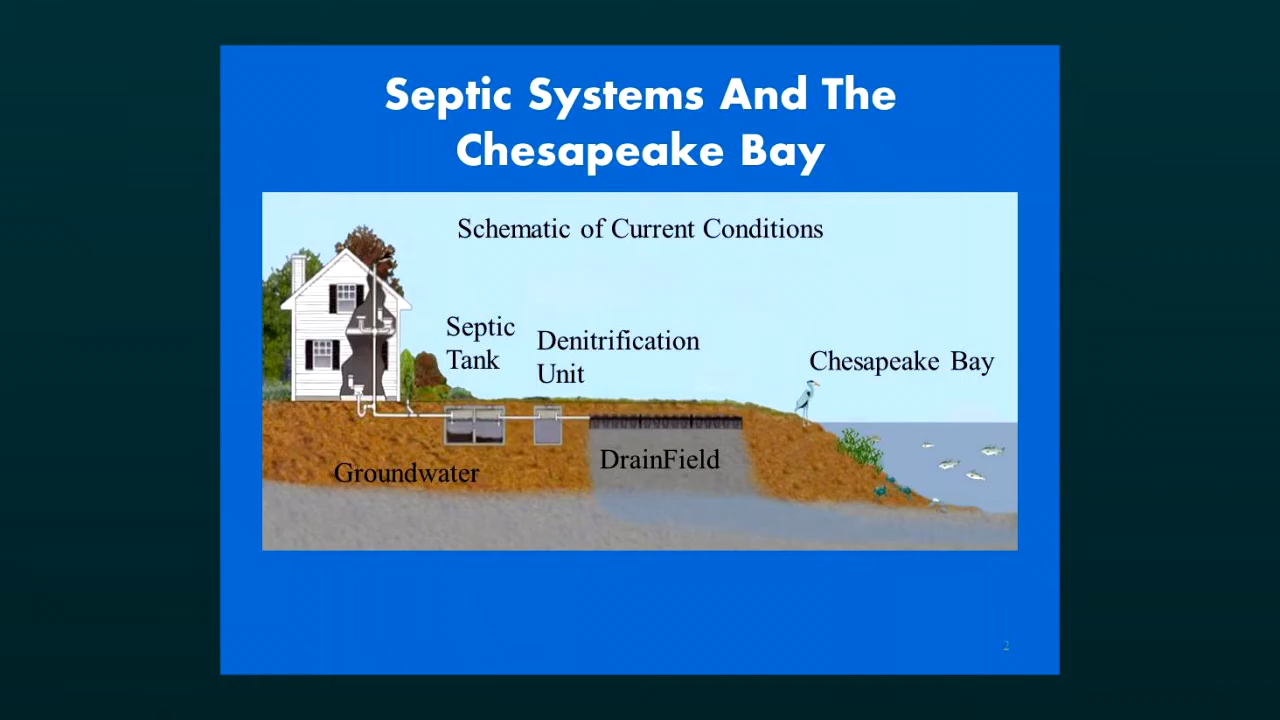 Septic Systems And The
Chesapeake Bay
Schematic of Current Conditions
Septic
Tank
Denitrification
Unit
Chesapeake Bay
DrainField
Groundwater
2